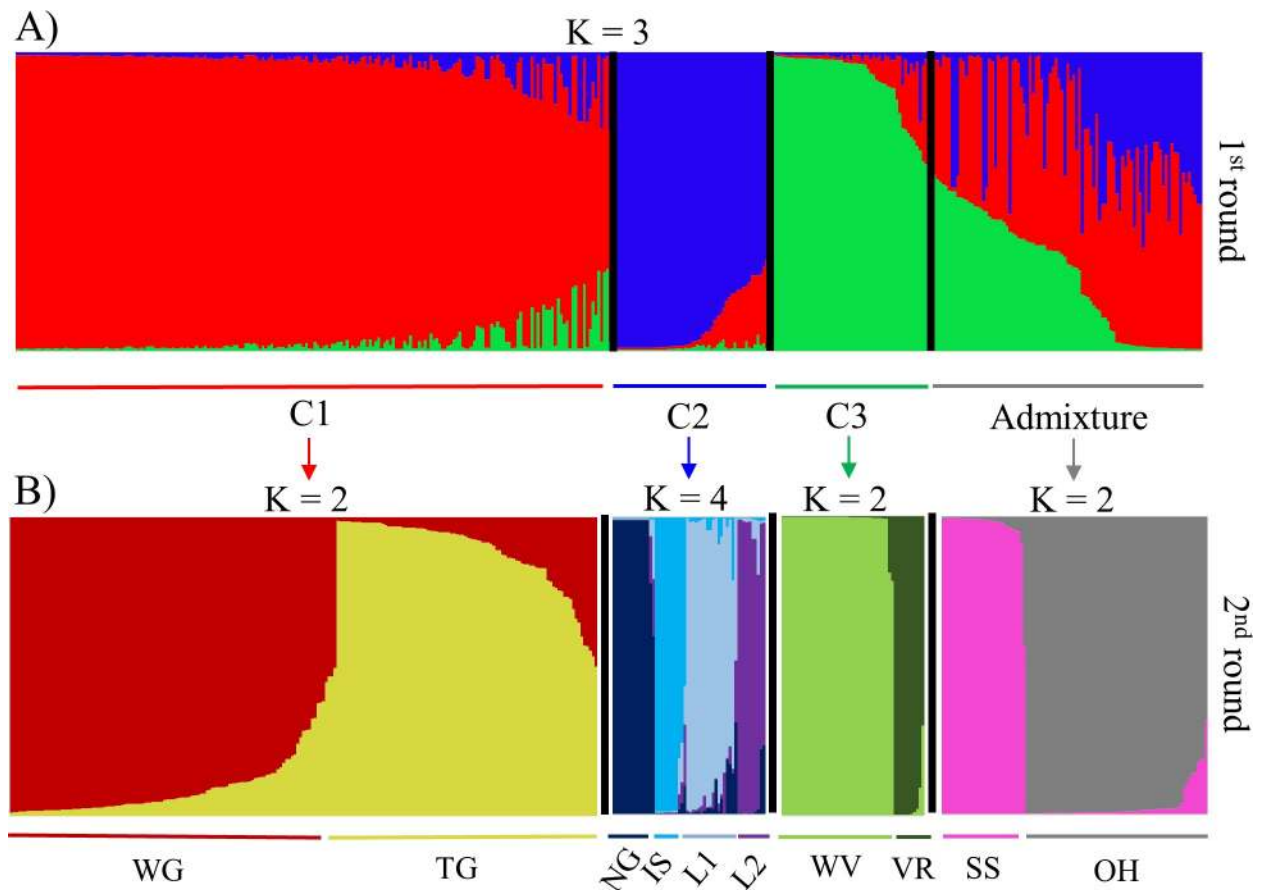 A)
K = 3
1st round
C1 C2 C3 Admixture
B)
K = 2 K = 4 K = 2 K = 2
2nd round
WG TG NG IS L1 L2 WV VR SS OH